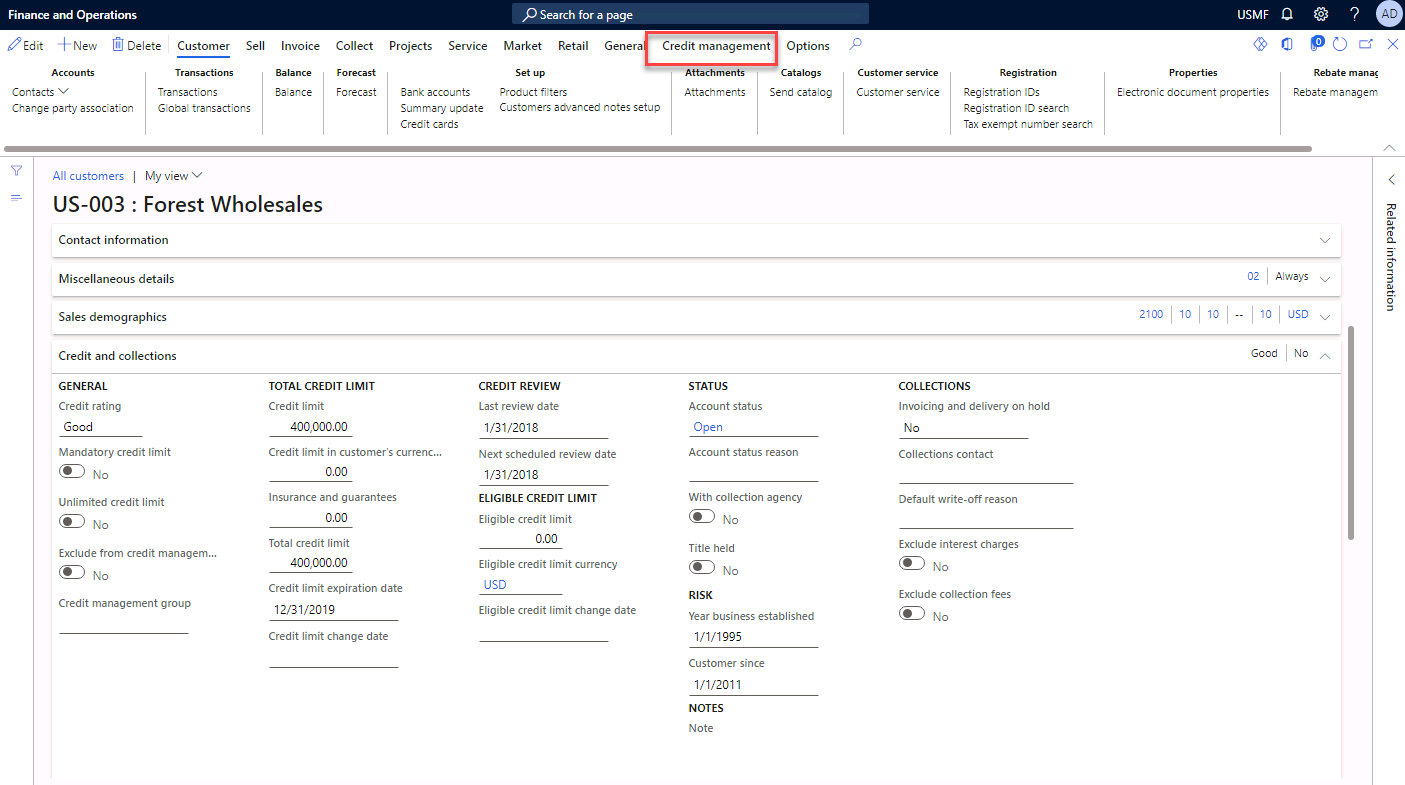 Finance and Operations
Search for a page
USMF
AD
Edit New Delete Customer Sell Invoice Collect Projects Service Market Retail General Credit management Options
0
Accounts
Contacts
Change party association
Transactions
Transactions
Global transactions
Balance
Balance
Forecast
Forecast
Set up
Bank accounts
Summary update
Credit cards
Product filters
Customers advanced notes setup
Attachments
Attachments
Catalogs
Send catalog
Customer service
Customer service
Registration
Registration IDs
Registration ID search
Tax exempt number search
Properties
Electronic document properties
Rebate manag
Rebate managem
All customers | My view
US-003 : Forest Wholesales
Related information
Contact information
Miscellaneous details 02 Always
Sales demographics 2100 10 10 -- 10 USD
Credit and collections Good No
GENERAL
Credit rating
Good
Mandatory credit limit
No
Unlimited credit limit
No
Exclude from credit managem...
No
Credit management group
TOTAL CREDIT LIMIT
Credit limit
400,000.00
Credit limit in customer's currenc...
0.00
Insurance and guarantees
0.00
Total credit limit
400,000.00
Credit limit expiration date
12/31/2019
Credit limit change date
CREDIT REVIEW
Last review date
1/31/2018
Next scheduled review date
1/31/2018
ELIGIBLE CREDIT LIMIT
Eligible credit limit
0.00
Eligible credit limit currency
USD
Eligible credit limit change date
STATUS
Account status
Open
Account status reason
With collection agency
No
Title held
No
RISK
Year business established
1/1/1995
Customer since
1/1/2011
NOTES
Note
COLLECTIONS
Invoicing and delivery on hold
No
Collections contact
Default write-off reason
Exclude interest charges
No
Exclude collection fees
No